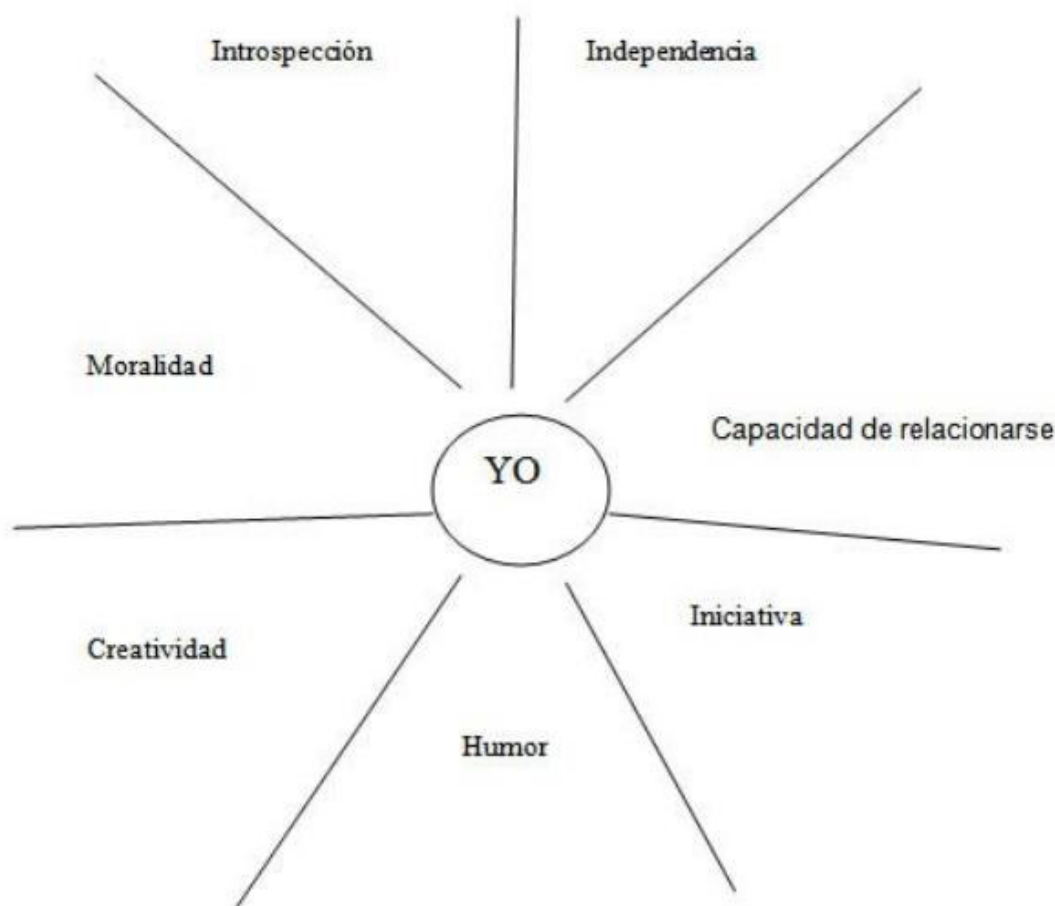 Introspección
Independencia
Moralidad
Capacidad de relacionarse
YO
Iniciativa
Creatividad
Humor